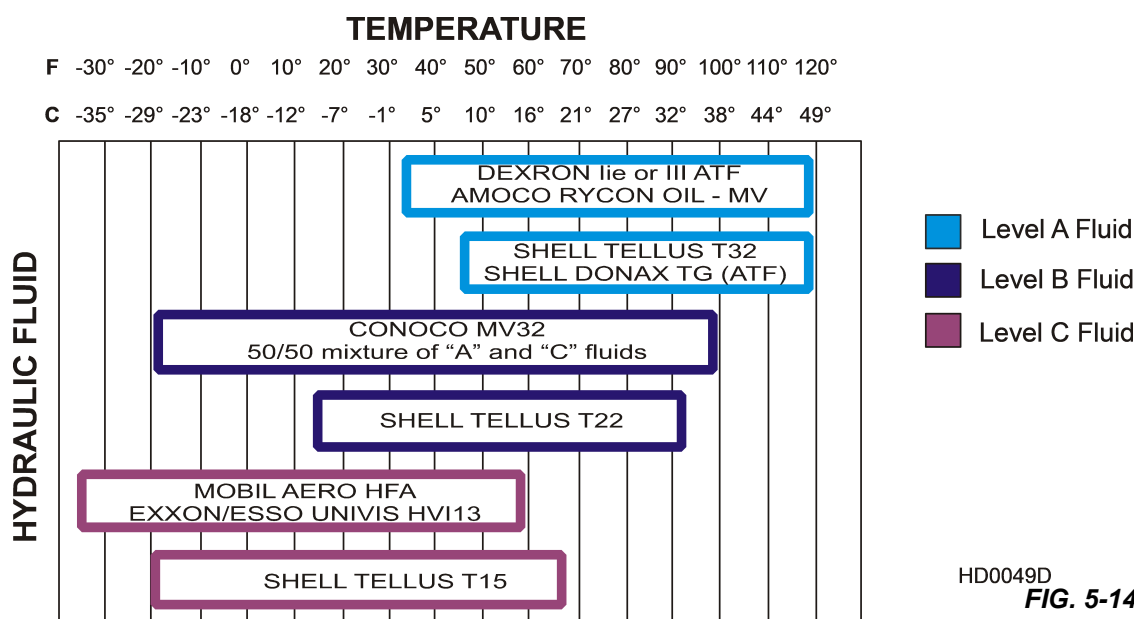 TEMPERATURE
F -30° -20° -10° 0° 10° 20° 30° 40° 50° 60° 70° 80° 90° 100° 110° 120°
C -35° -29° -23° -18° -12° -7° -1° 5° 10° 16° 21° 27° 32° 38° 44° 49°
HYDRAULIC FLUID
DEXRON Iie or III ATF
AMOCO RYCON OIL - MV
SHELL TELLUS T32
SHELL DONAX TG (ATF)
CONOCO MV32
50/50 mixture of “A” and “C” fluids
SHELL TELLUS T22
MOBIL AERO HFA
EXXON/ESSO UNIVIS HVI13
SHELL TELLUS T15
Level A Fluid
Level B Fluid
Level C Fluid
HD0049D
FIG. 5-14